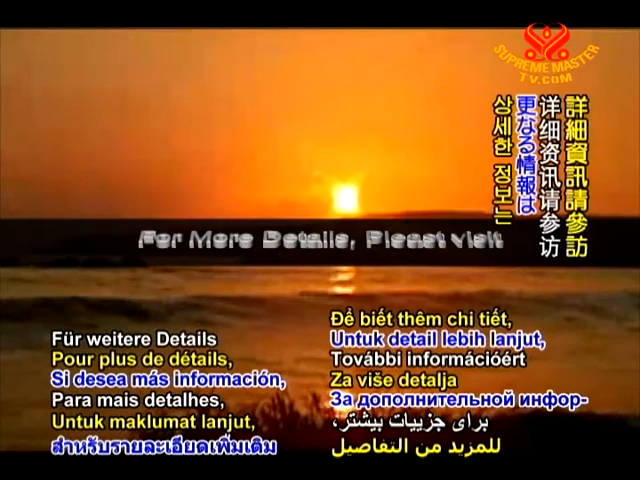 SUPREME MASTER
TV.COM
詳細資訊請參訪
详细资讯请参访
更なる情報は
상세한 정보는
For More Details, Pleast visit
Für weitere Details
Pour plus de détails,
Si desea más información,
Para mais detalhes,
Untuk maklumat lanjut,
สำหรับรายละเอียดเพิ่มเติม
Để biết thêm chi tiết,
Untuk detail lebih lanjut,
További információért
Za više detalja
За дополнительной инфор-
برای جزییات بیشتر،
للمزيد من التفاصيل